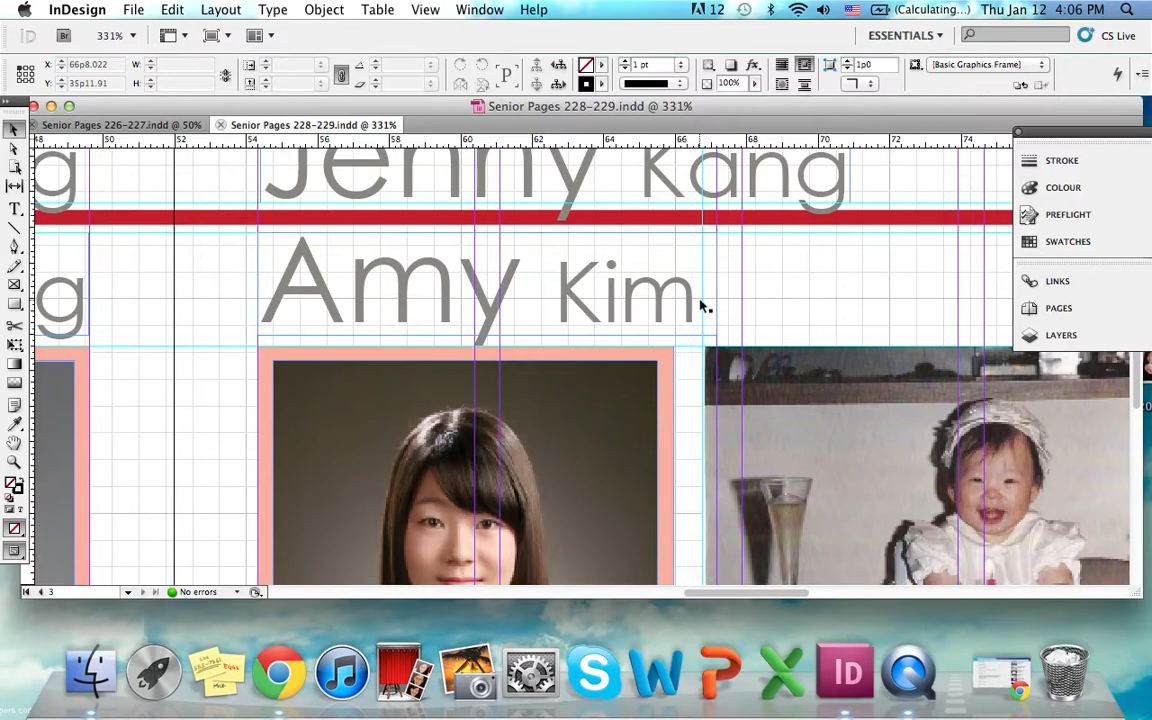 InDesign File Edit Layout Object Type Object Table View Window Help 12 (Calculating...) Thu Jan 12 4:06 PM
Br 331% ESSENTIALS CS Live
X: 66p8.022 W: 1 pt 1p0 [Basic Graphics Frame]
Y: 35p11.91 H: P 100%
Senior Pages 228-229.indd @ 331%
Senior Pages 226-227.indd @ 50% Senior Pages 228-229.indd @ 331%
48 50 52 54 56 58 60 62 64 66 68 70 72 74
g Jenny Kang
g Amy Kim
STROKE
COLOUR
PREFLIGHT
SWATCHES
LINKS
PAGES
LAYERS
3 No errors
ID